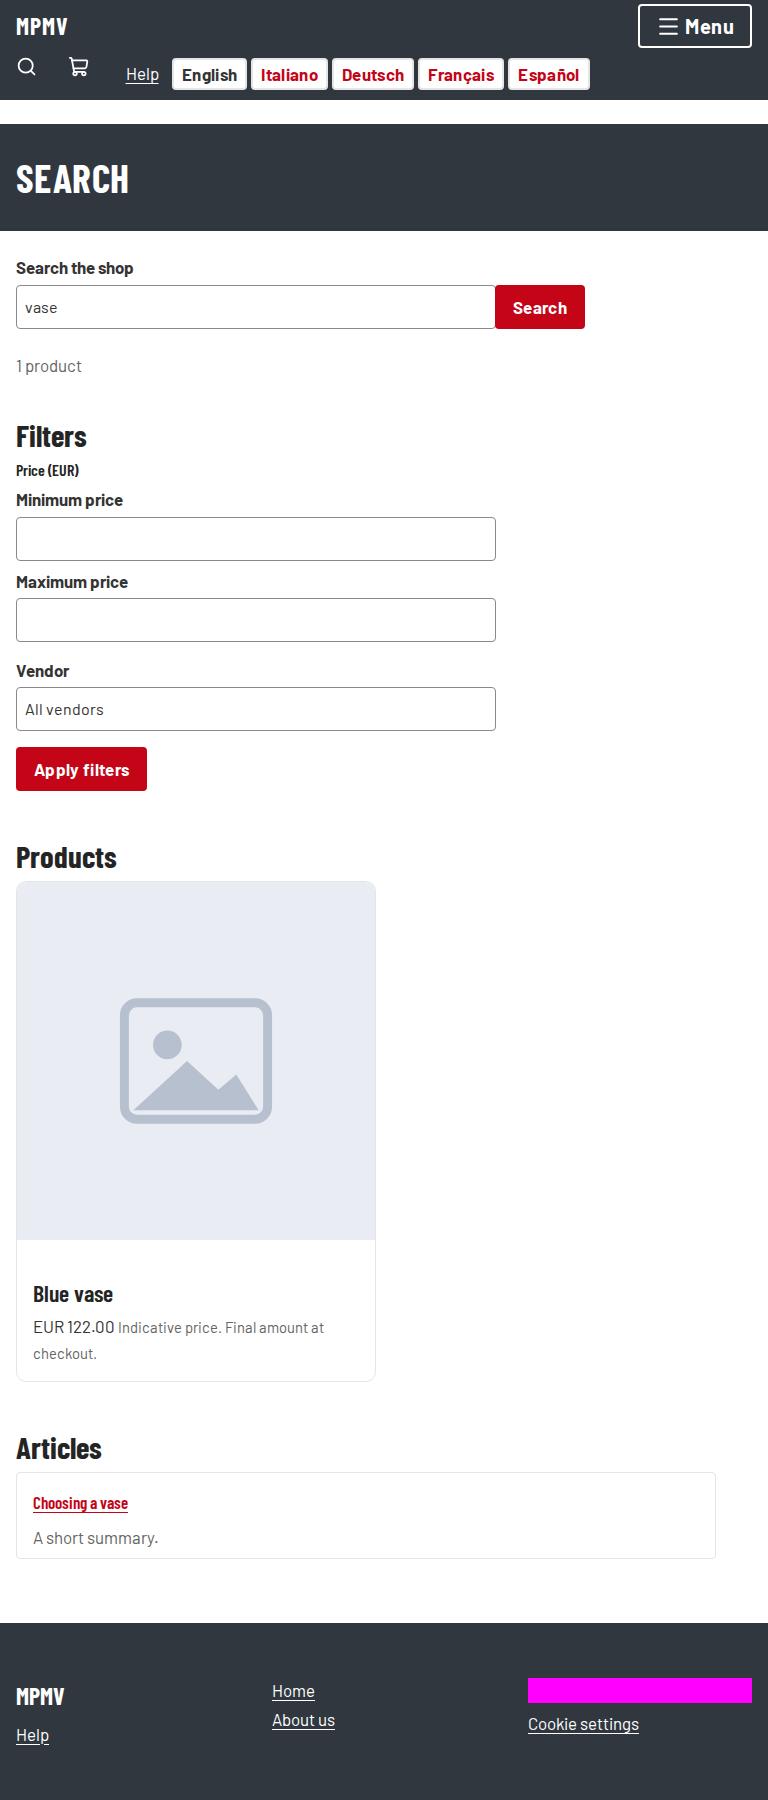 MPMV
Menu
Help English Italiano Deutsch Français Español
SEARCH
Search the shop
vase Search
1 product
Filters
Price (EUR)
Minimum price
Maximum price
Vendor
All vendors
Apply filters
Products
Blue vase
EUR 122.00 Indicative price. Final amount at
checkout.
Articles
Choosing a vase
A short summary.
MPMV
Help
Home
About us
Cookie settings